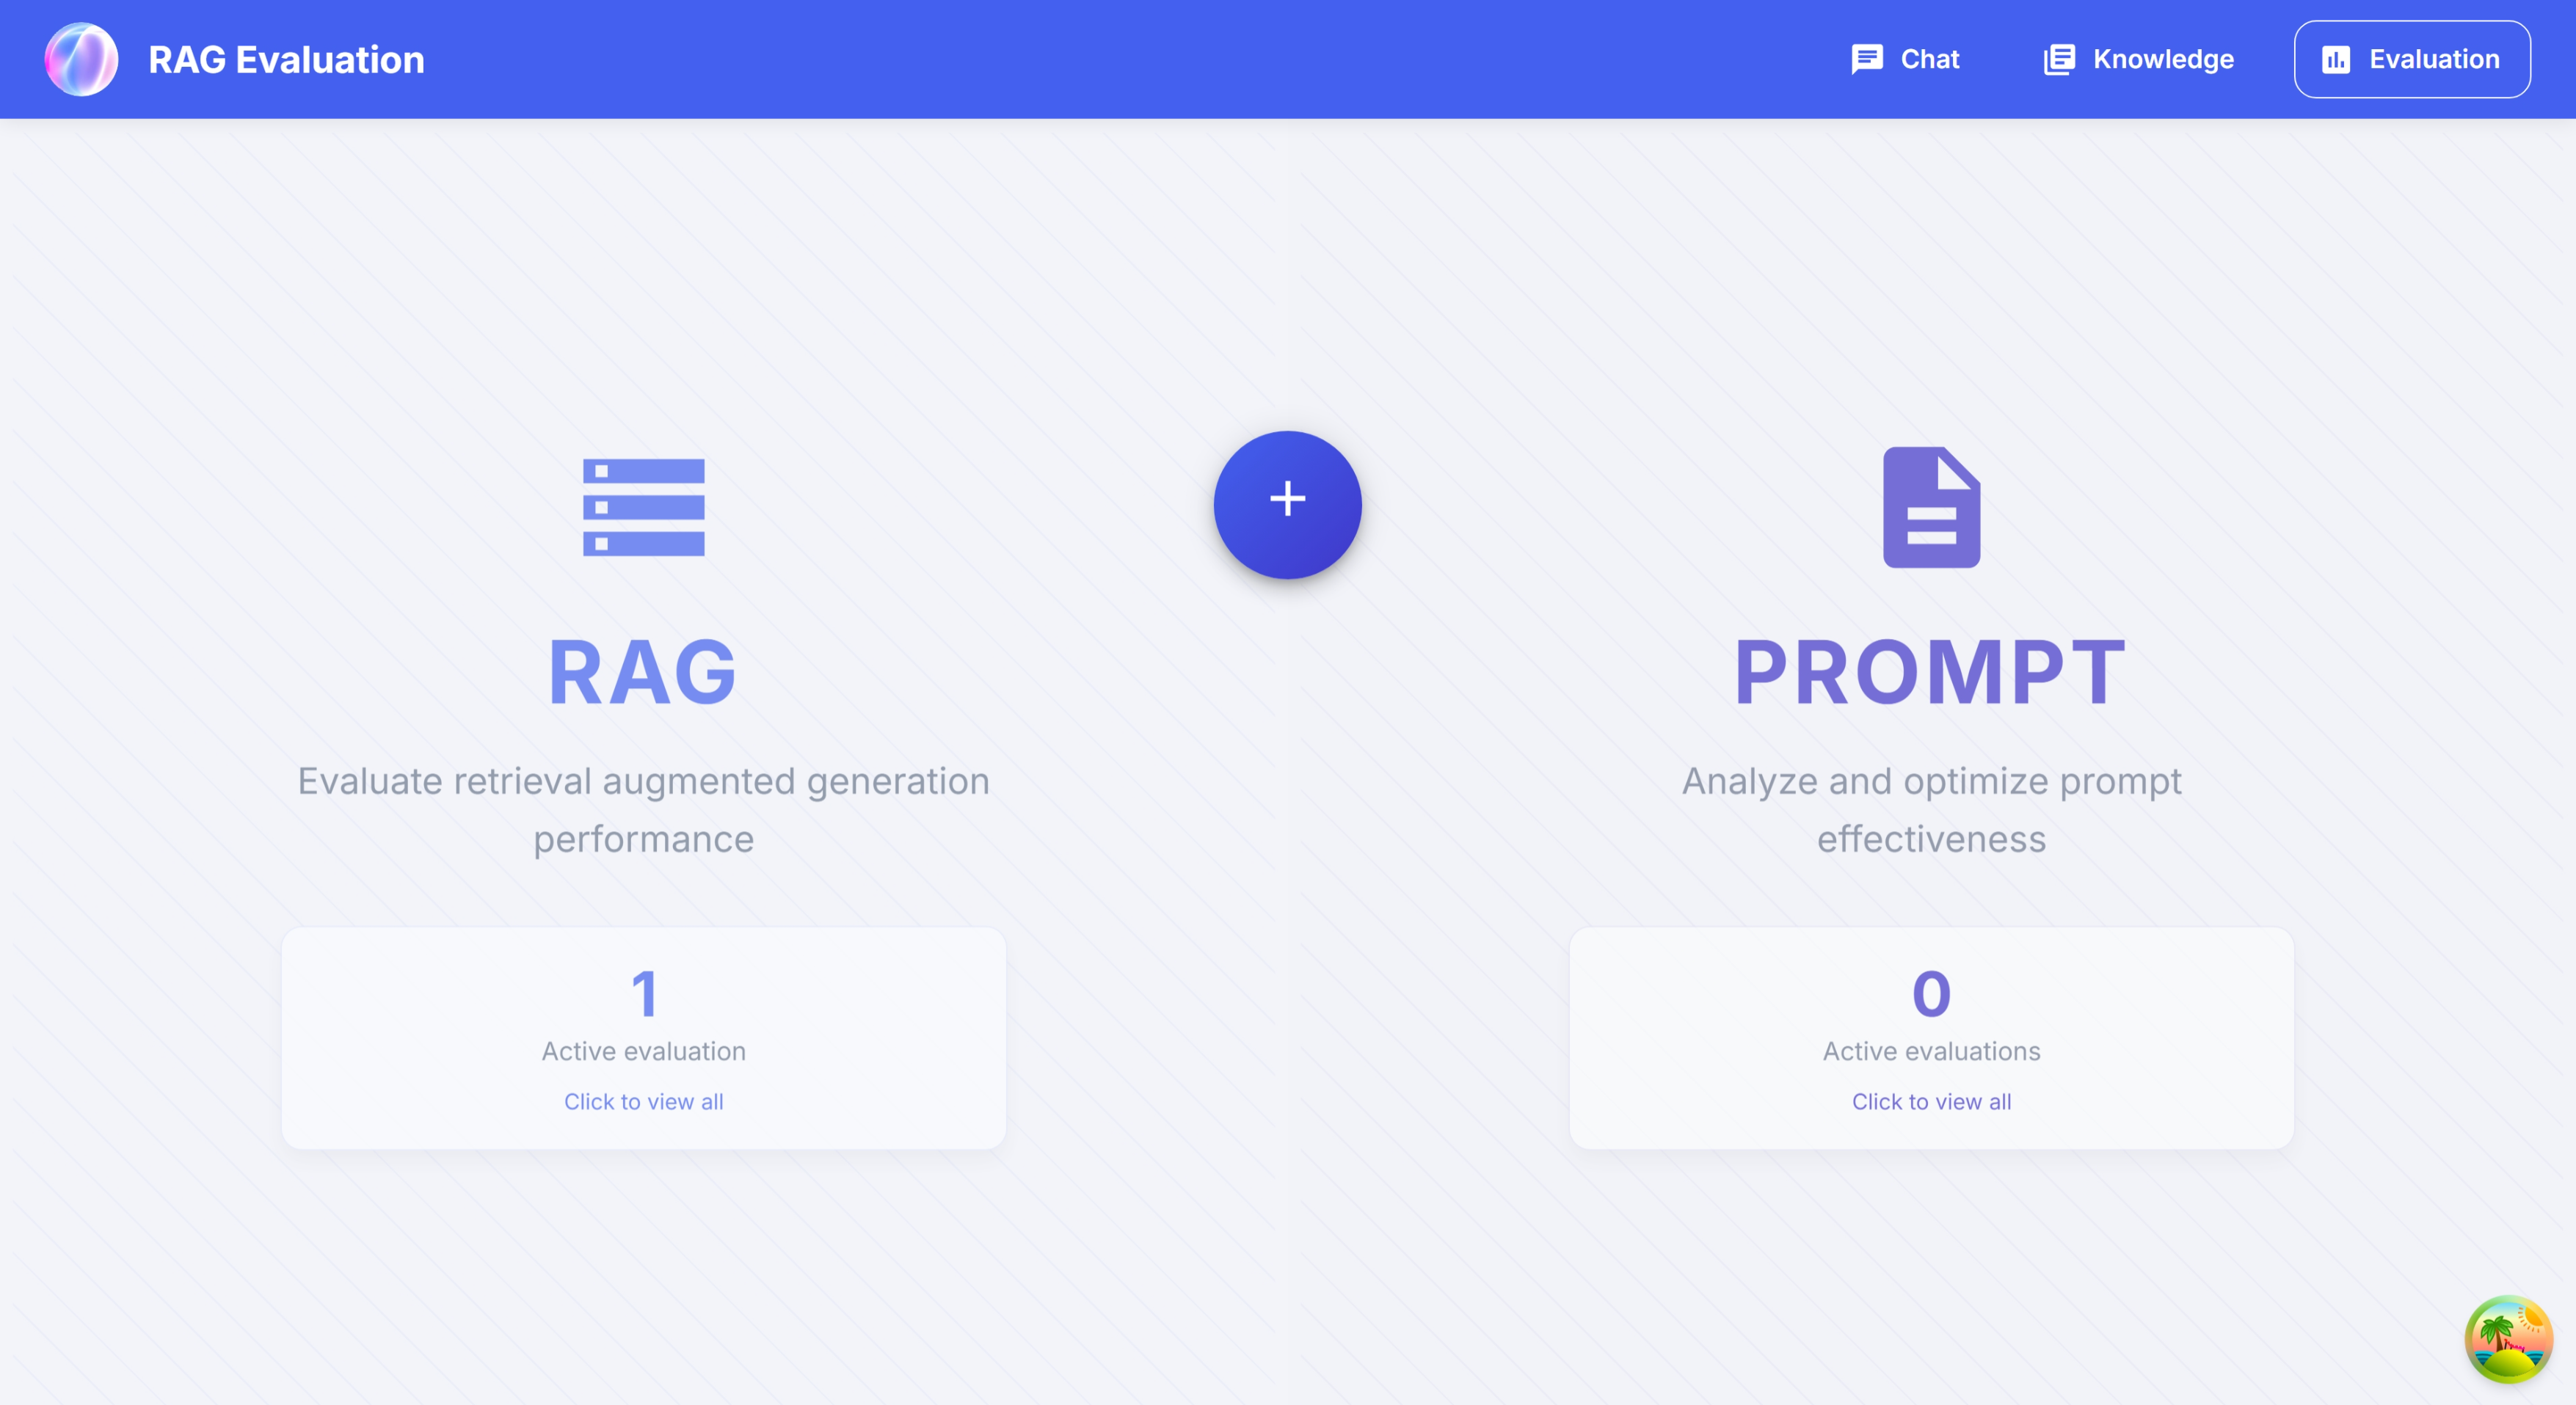 RAG Evaluation
Chat
Knowledge
Evaluation
RAG
Evaluate retrieval augmented generation
performance
1
Active evaluation
Click to view all
+
PROMPT
Analyze and optimize prompt
effectiveness
0
Active evaluations
Click to view all